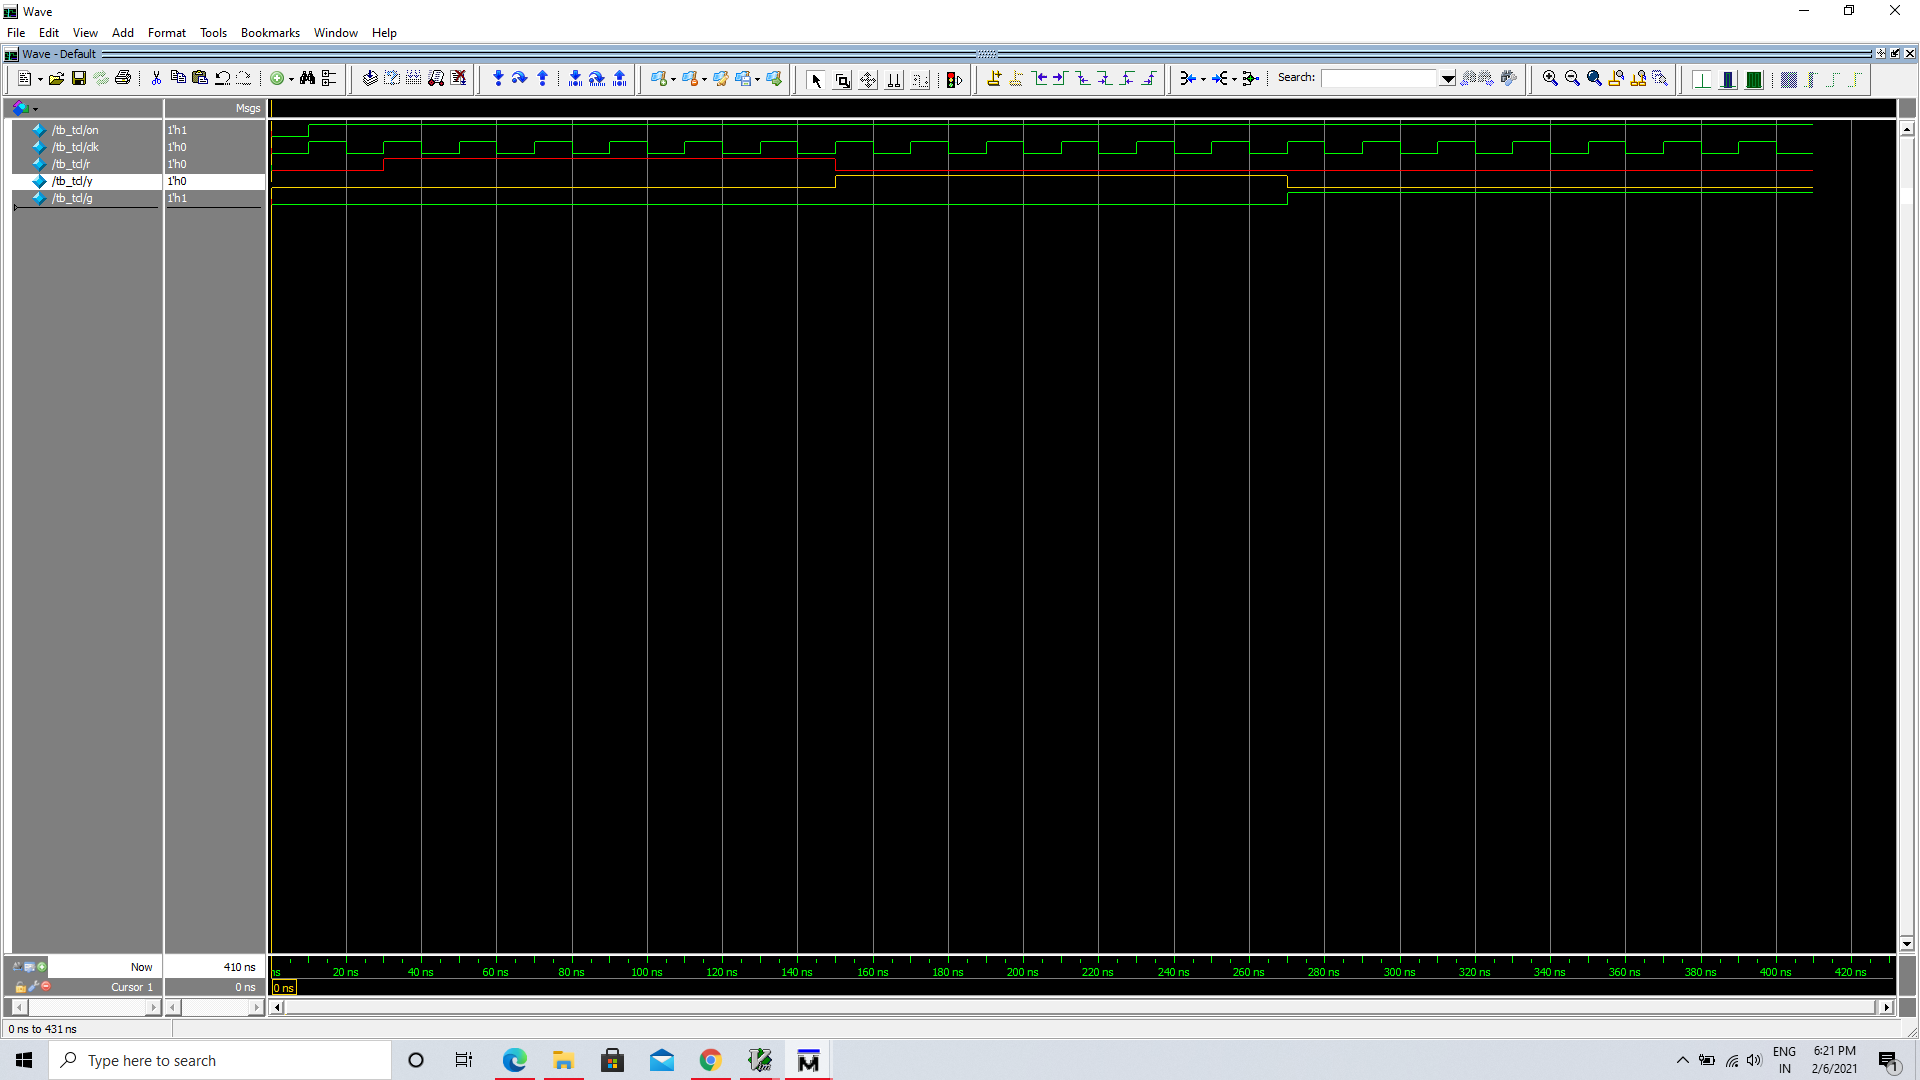 Wave
File Edit View Add Format Tools Bookmarks Window Help
Wave - Default
Search:
Msgs
/tb_tcl/on 1'h1
/tb_tcl/clk 1'h0
/tb_tcl/r 1'h0
/tb_tcl/y 1'h0
/tb_tcl/g 1'h1
Now 410 ns
ns 20 ns 40 ns 60 ns 80 ns 100 ns 120 ns 140 ns 160 ns 180 ns 200 ns 220 ns 240 ns 260 ns 280 ns 300 ns 320 ns 340 ns 360 ns 380 ns 400 ns 420 ns
Cursor 1 0 ns 0 ns
0 ns to 431 ns
Type here to search
ENG
IN
6:21 PM
2/6/2021
1